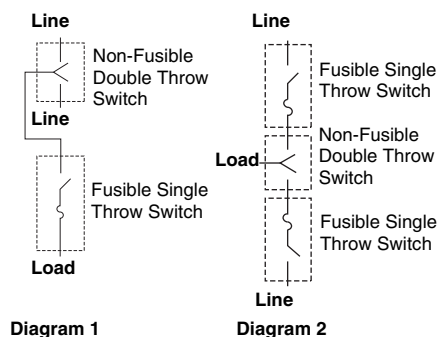 Line
Non-Fusible
Double Throw
Switch
Line
Fusible Single
Throw Switch
Load
Diagram 1
Line
Fusible Single
Throw Switch
Non-Fusible
Double Throw
Switch
Load
Fusible Single
Throw Switch
Line
Diagram 2